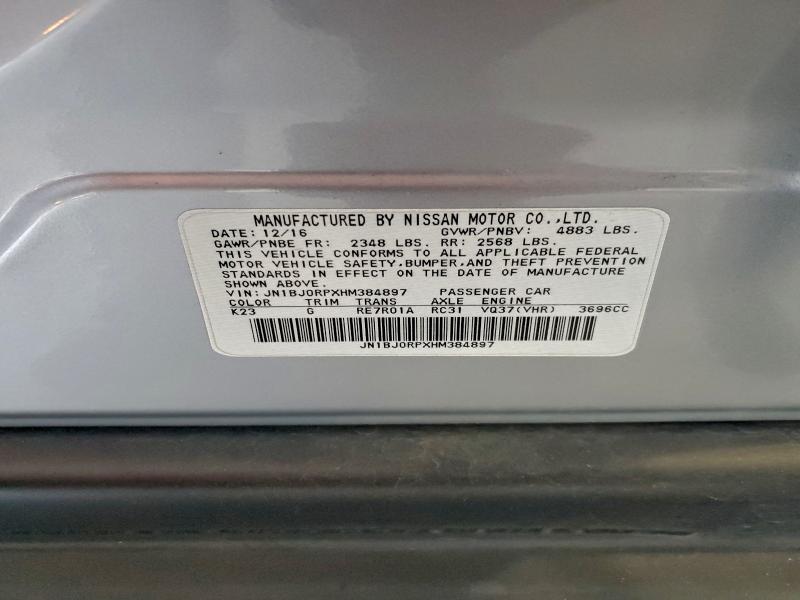 MANUFACTURED BY NISSAN MOTOR CO.,LTD.
DATE: 12/16 GVWR/PNBV: 4883 LBS.
GAWR/PNBE FR: 2348 LBS. RR: 2568 LBS.
THIS VEHICLE CONFORMS TO ALL APPLICABLE FEDERAL
MOTOR VEHICLE SAFETY,BUMPER,AND THEFT PREVENTION
STANDARDS IN EFFECT ON THE DATE OF MANUFACTURE
SHOWN ABOVE.
VIN: JN1BJ0RPXHM384897 PASSENGER CAR
COLOR TRIM TRANS AXLE ENGINE
K23 G RE7R01A RC31 VQ37(VHR) 3696CC
JN1BJ0RPXHM384897